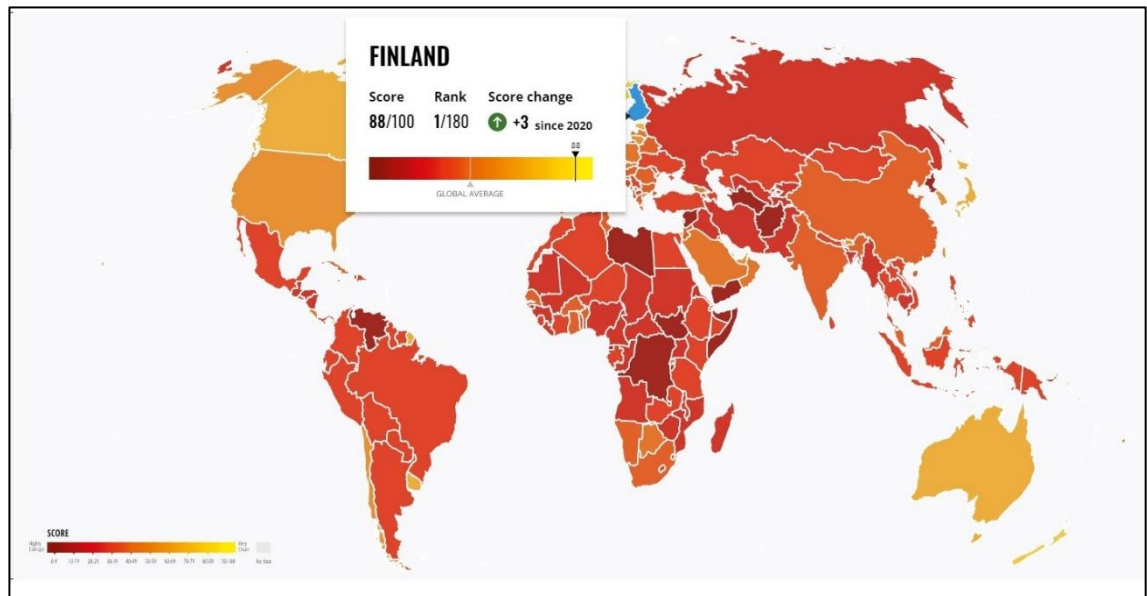 FINLAND
Score Rank Score change
88/100 1/180 +3 since 2020
88
GLOBAL AVERAGE
SCORE
Highly Corrupt
Very Clean
0-9 10-19 20-29 30-39 40-49 50-59 60-69 70-79 80-89 90-100 No data